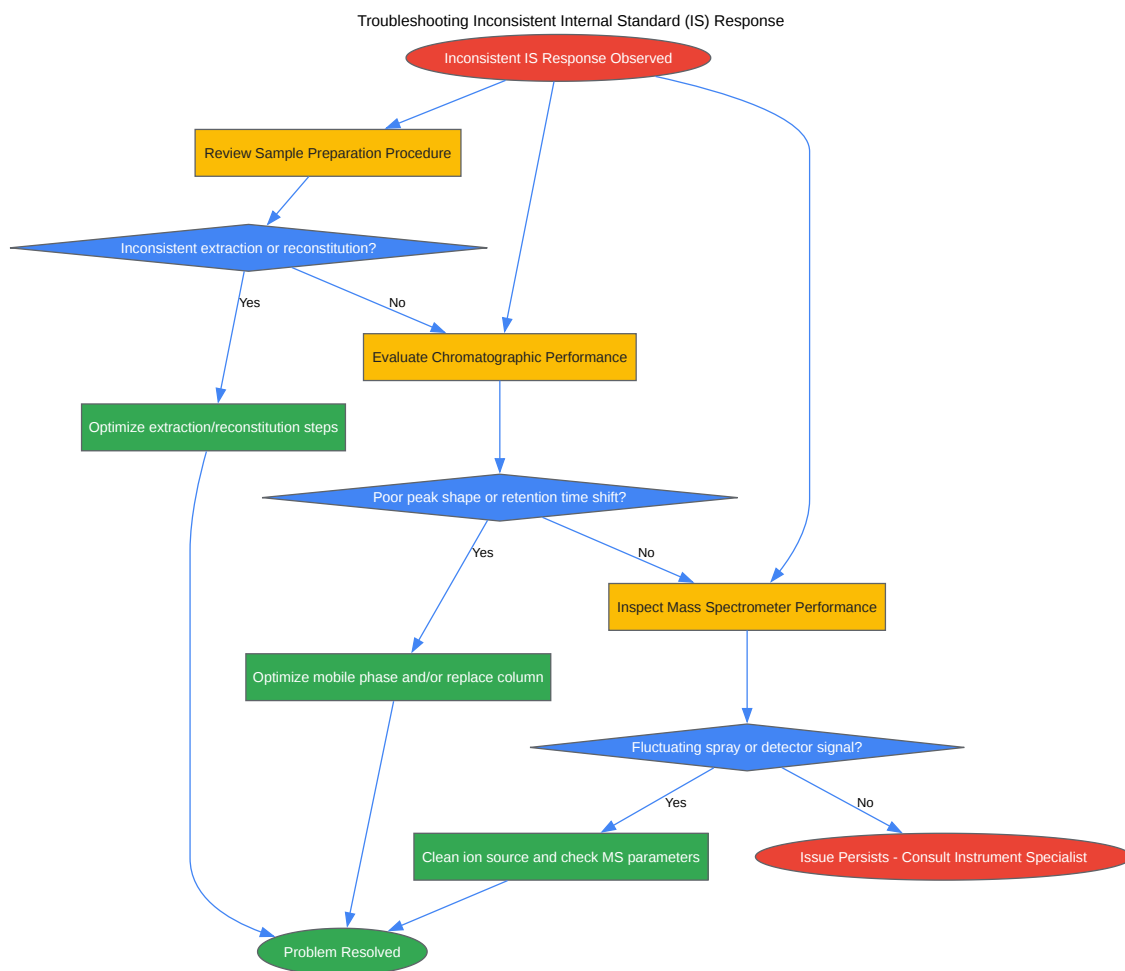 Troubleshooting Inconsistent Internal Standard (IS) Response
Inconsistent IS Response Observed
Review Sample Preparation Procedure
Inconsistent extraction or reconstitution?
Yes
No
Evaluate Chromatographic Performance
Optimize extraction/reconstitution steps
Poor peak shape or retention time shift?
Yes
No
Inspect Mass Spectrometer Performance
Optimize mobile phase and/or replace column
Fluctuating spray or detector signal?
Yes
No
Clean ion source and check MS parameters
Issue Persists - Consult Instrument Specialist
Problem Resolved